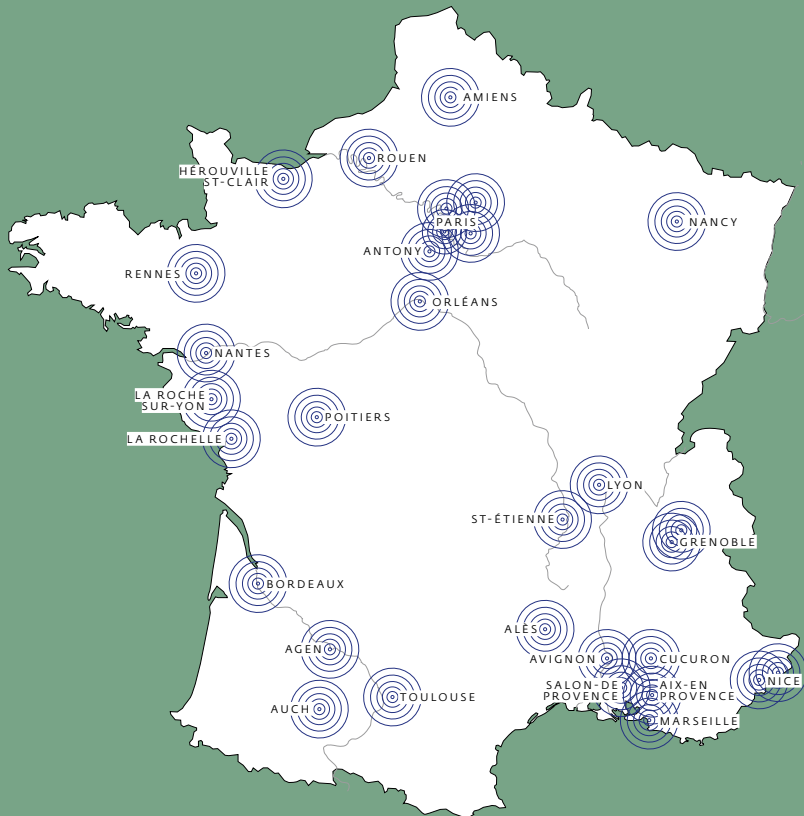 AMIENS
ROUEN
HÉROUVILLE
ST-CLAIR
PARIS
NANCY
ANTONY
RENNES
ORLÉANS
NANTES
LA ROCHE
SUR-YON
POITIERS
LA ROCHELLE
LYON
ST-ÉTIENNE
GRENOBLE
BORDEAUX
ALÈS
AGEN
AVIGNON
CUCURON
NICE
SALON-DE
PROVENCE
AIX-EN
PROVENCE
TOULOUSE
AUCH
MARSEILLE